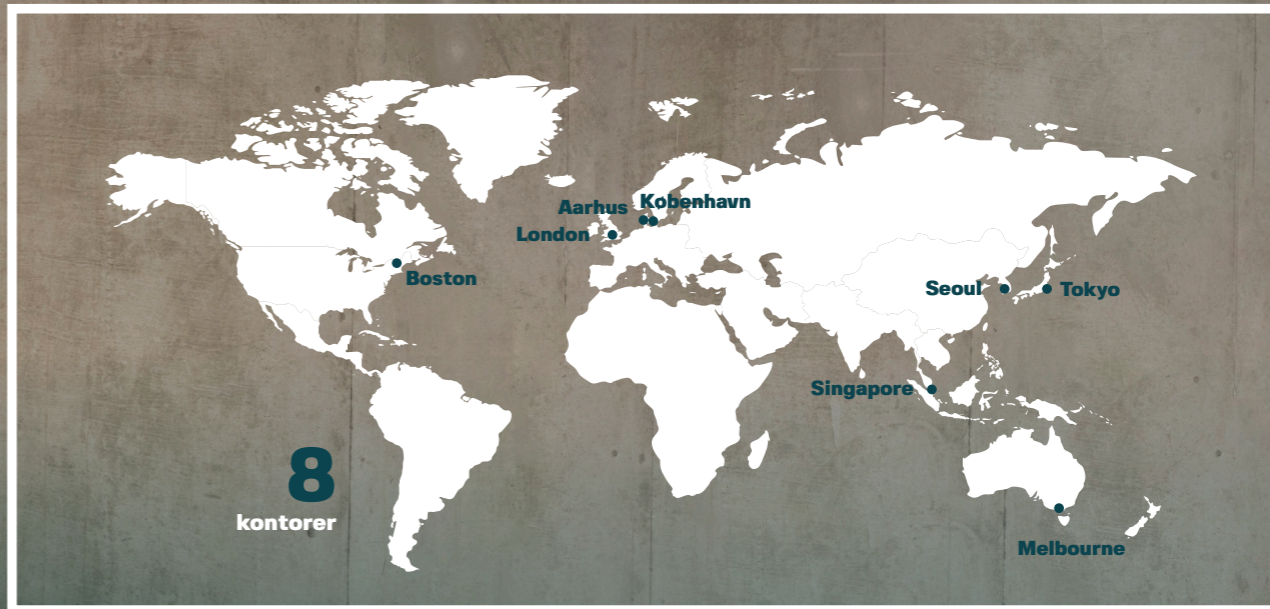 Aarhus
København
London
Boston
Seoul
Tokyo
Singapore
8
kontorer
Melbourne